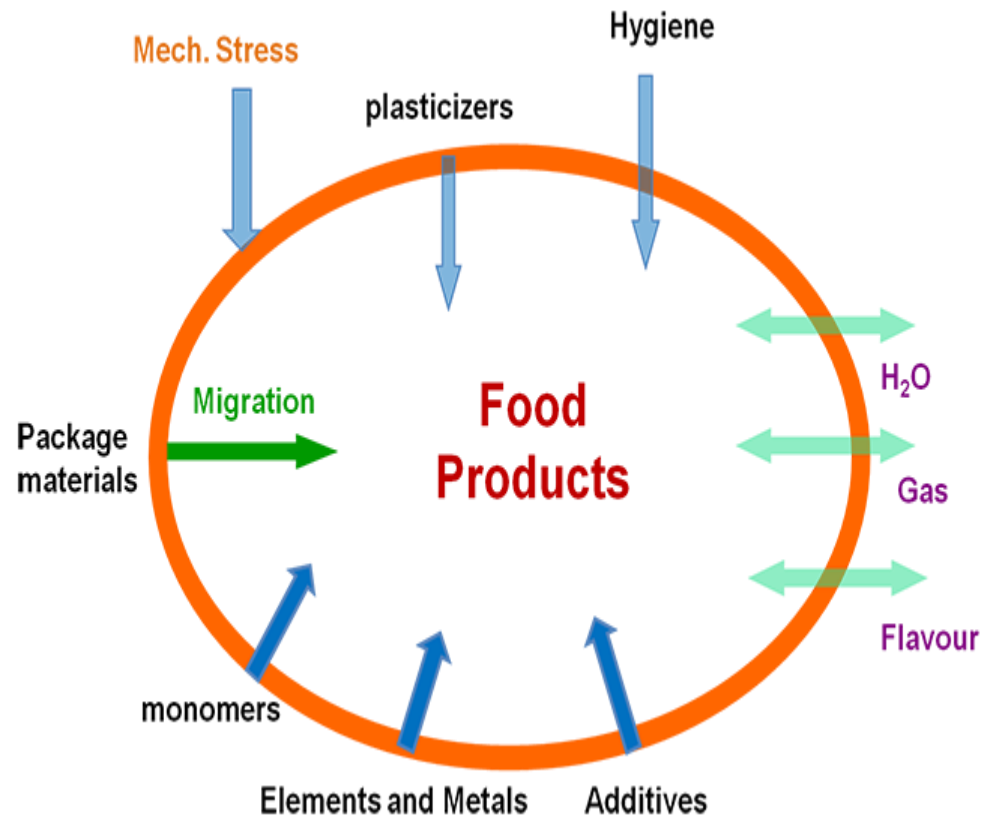 Hygiene
Mech. Stress
plasticizers
H₂O
Migration
Food
Products
Package
materials
Gas
Flavour
monomers
Elements and Metals
Additives